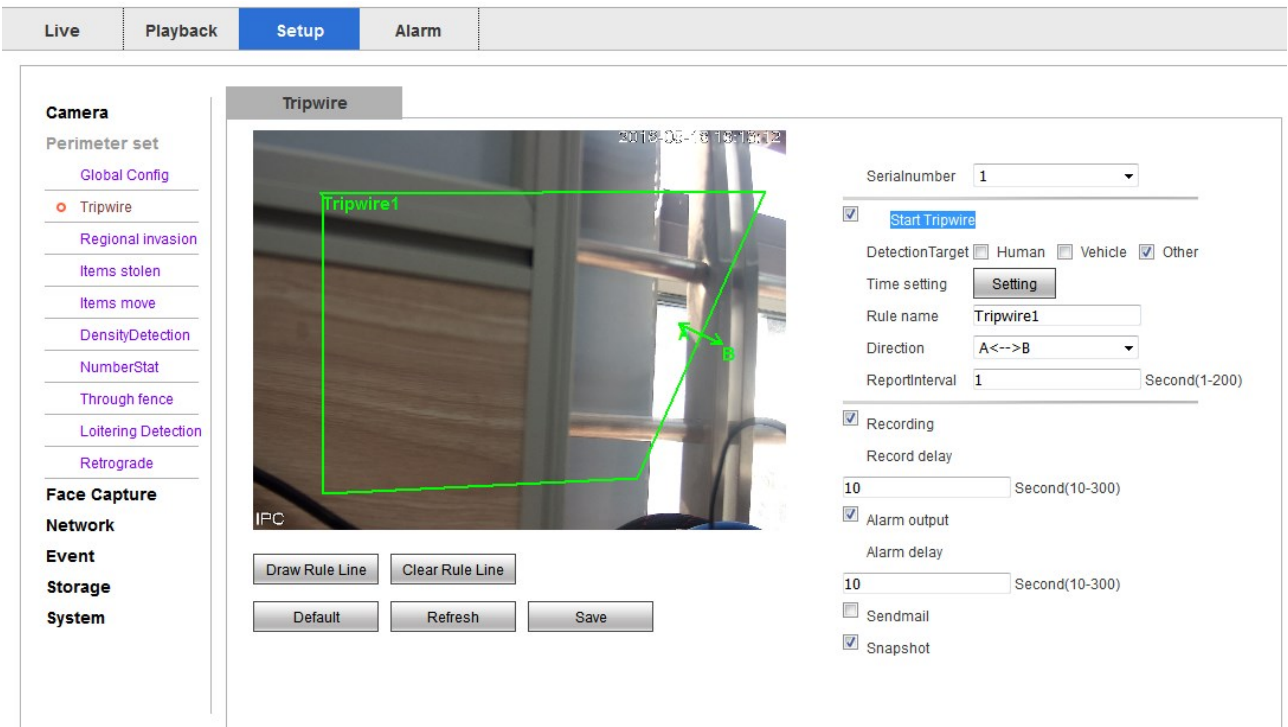 Live Playback Setup Alarm
Camera
Perimeter set
Global Config
Tripwire
Regional invasion
Items stolen
Items move
DensityDetection
NumberStat
Through fence
Loitering Detection
Retrograde
Face Capture
Network
Event
Storage
System
Tripwire
Tripwire1
A
B
IPC
Draw Rule Line Clear Rule Line
Default Refresh Save
Serialnumber 1
Start Tripwire
DetectionTarget Human Vehicle Other
Time setting Setting
Rule name Tripwire1
Direction A<-->B
ReportInterval 1 Second(1-200)
Recording
Record delay
10 Second(10-300)
Alarm output
Alarm delay
10 Second(10-300)
Sendmail
Snapshot